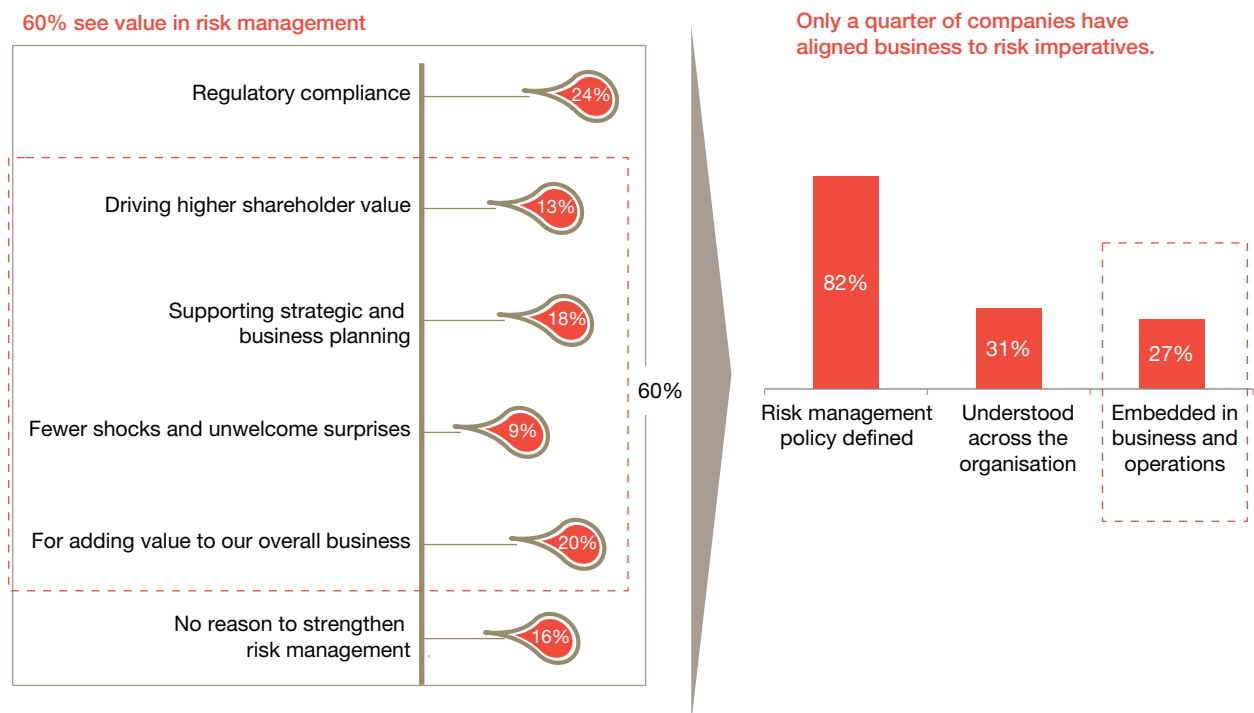 60% see value in risk management
Regulatory compliance
24%
Driving higher shareholder value
13%
Supporting strategic and
business planning
18%
Fewer shocks and unwelcome surprises
9%
For adding value to our overall business
20%
No reason to strengthen
risk management
16%
60%
Only a quarter of companies have
aligned business to risk imperatives.
82%
31%
27%
Risk management
policy defined
Understood
across the
organisation
Embedded in
business and
operations